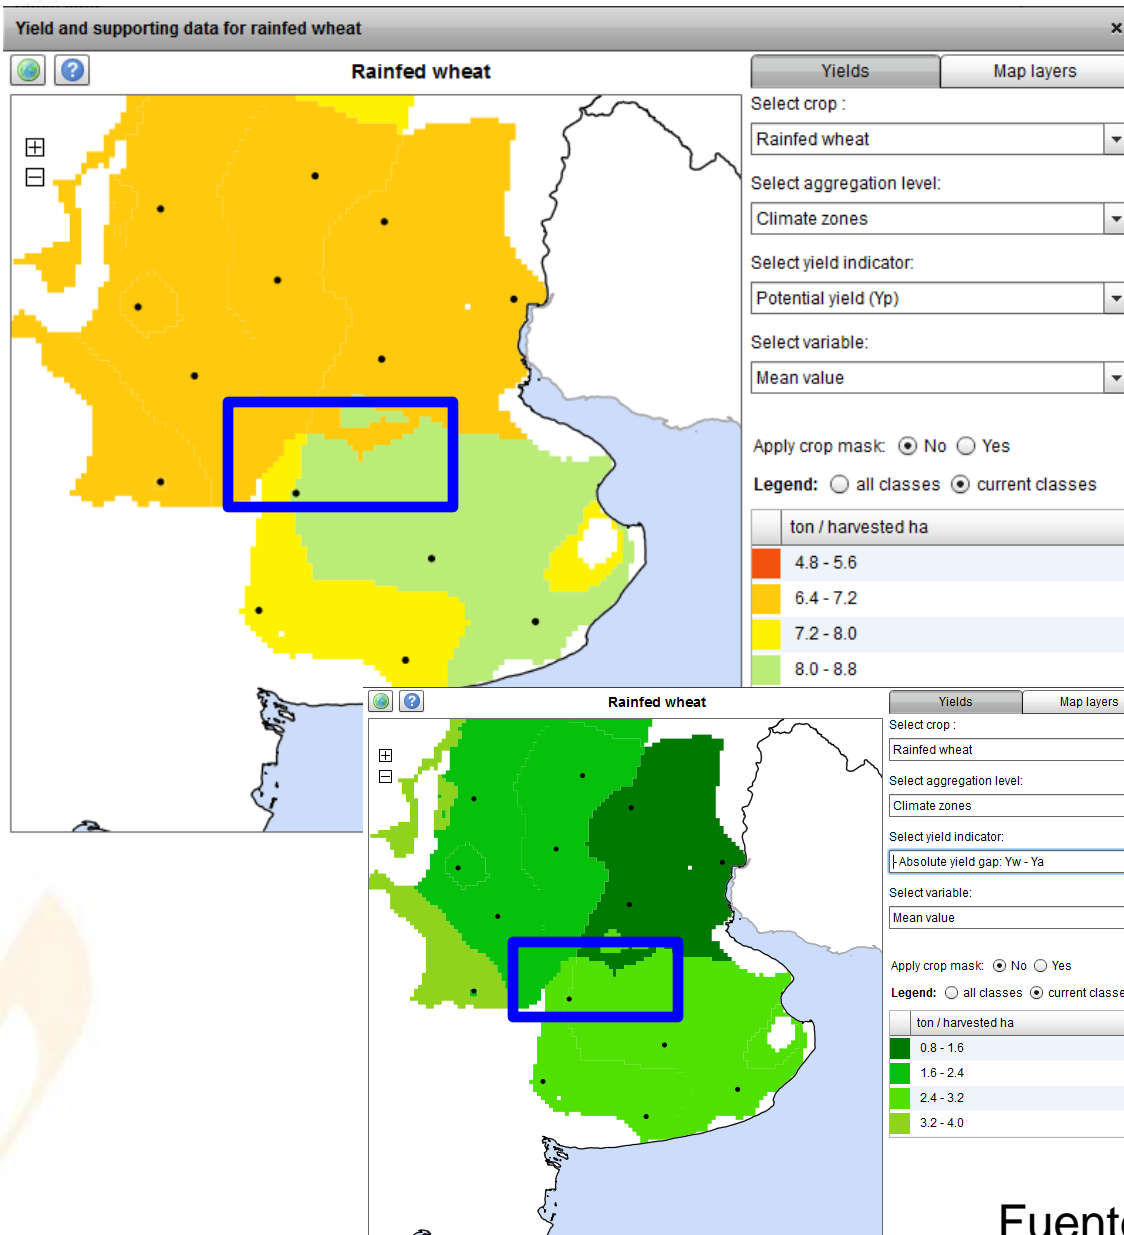 Yield and supporting data for rainfed wheat
Rainfed wheat
Yields
Map layers
Select crop :
Rainfed wheat
Select aggregation level:
Climate zones
Select yield indicator:
Potential yield (Yp)
Select variable:
Mean value
Apply crop mask: No Yes
Legend: all classes current classes
ton / harvested ha
4.8 - 5.6
6.4 - 7.2
7.2 - 8.0
8.0 - 8.8
Rainfed wheat
Yields
Map layers
Select crop :
Rainfed wheat
Select aggregation level:
Climate zones
Select yield indicator:
- Absolute yield gap: Yw - Ya
Select variable:
Mean value
Apply crop mask: No Yes
Legend: all classes current classe
ton / harvested ha
0.8 - 1.6
1.6 - 2.4
2.4 - 3.2
3.2 - 4.0